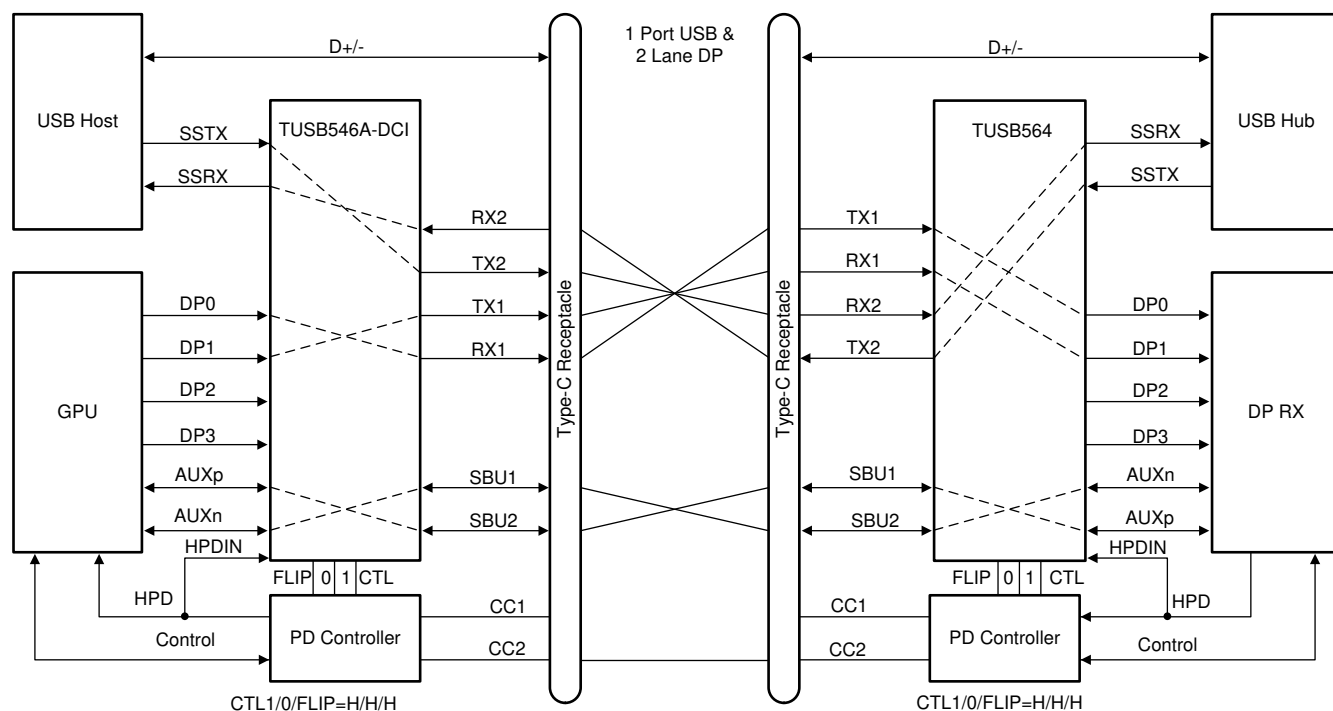 1 Port USB &
2 Lane DP
D+/-
D+/-
USB Host
TUSB546A-DCI
TUSB564
USB Hub
SSTX
SSRX
SSRX
SSTX
RX2
TX2
TX1
RX1
TX1
RX1
RX2
TX2
Type-C Receptacle
Type-C Receptacle
GPU
DP0
DP1
DP2
DP3
AUXp
AUXn
HPDIN
SBU1
SBU2
SBU1
SBU2
DP0
DP1
DP2
DP3
AUXn
AUXp
HPDIN
DP RX
FLIP 0 1 CTL
FLIP 0 1 CTL
HPD
Control
PD Controller
CC1
CC2
CC1
CC2
PD Controller
HPD
Control
CTL1/0/FLIP=H/H/H
CTL1/0/FLIP=H/H/H